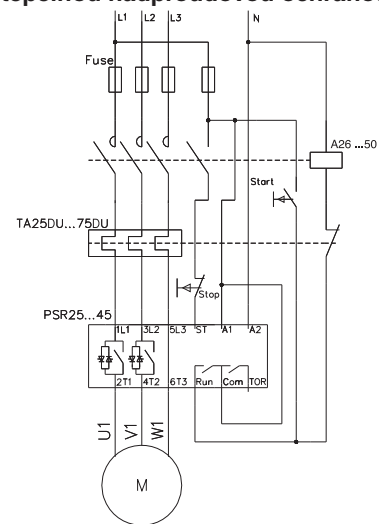 L1 L2 L3 N
Fuse
A26 ...50
Start
TA25DU...75DU
Stop
PSR25...45
1L1 3L2 5L3 ST A1 A2
2T1 4T2 6T3 Run Com TOR
U1 V1 W1
M